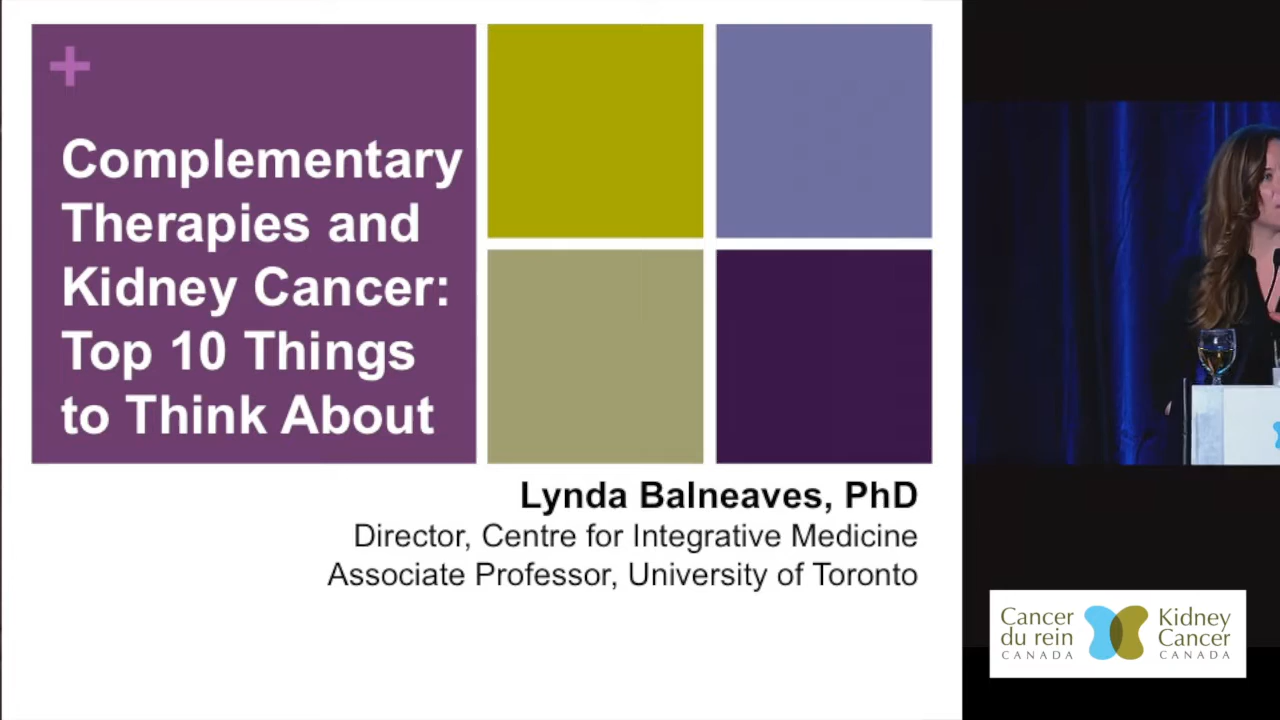 +
Complementary
Therapies and
Kidney Cancer:
Top 10 Things
to Think About
Lynda Balneaves, PhD
Director, Centre for Integrative Medicine
Associate Professor, University of Toronto
Cancer
du rein
CANADA
Kidney
Cancer
CANADA